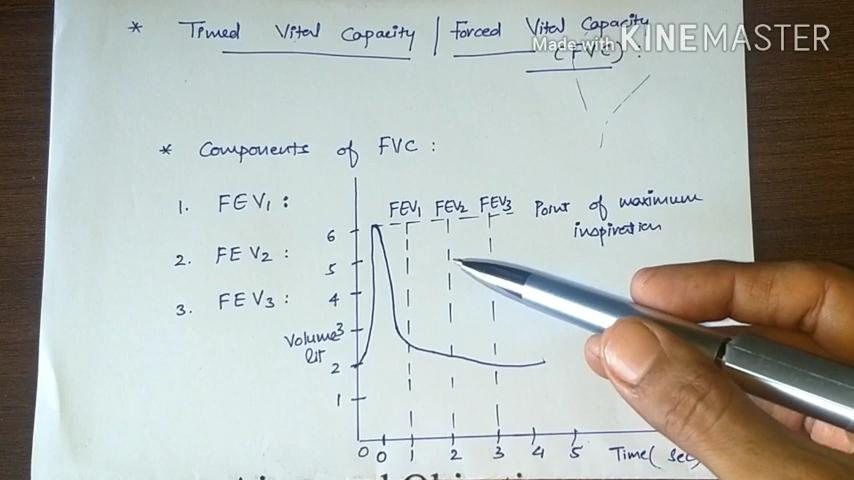 * Timed Vital Capacity | Forced Vital Capacity
Made with KINEMASTER
(FVC) :
* Components of FVC :
1. FEV1 :
2. FEV2 :
3. FEV3 :
FEV1 FEV2 FEV3
Point of maximum
inspiration
6
5
4
3
Volume
lit
2
1
0 0 1 2 3 4 5 Time( sec